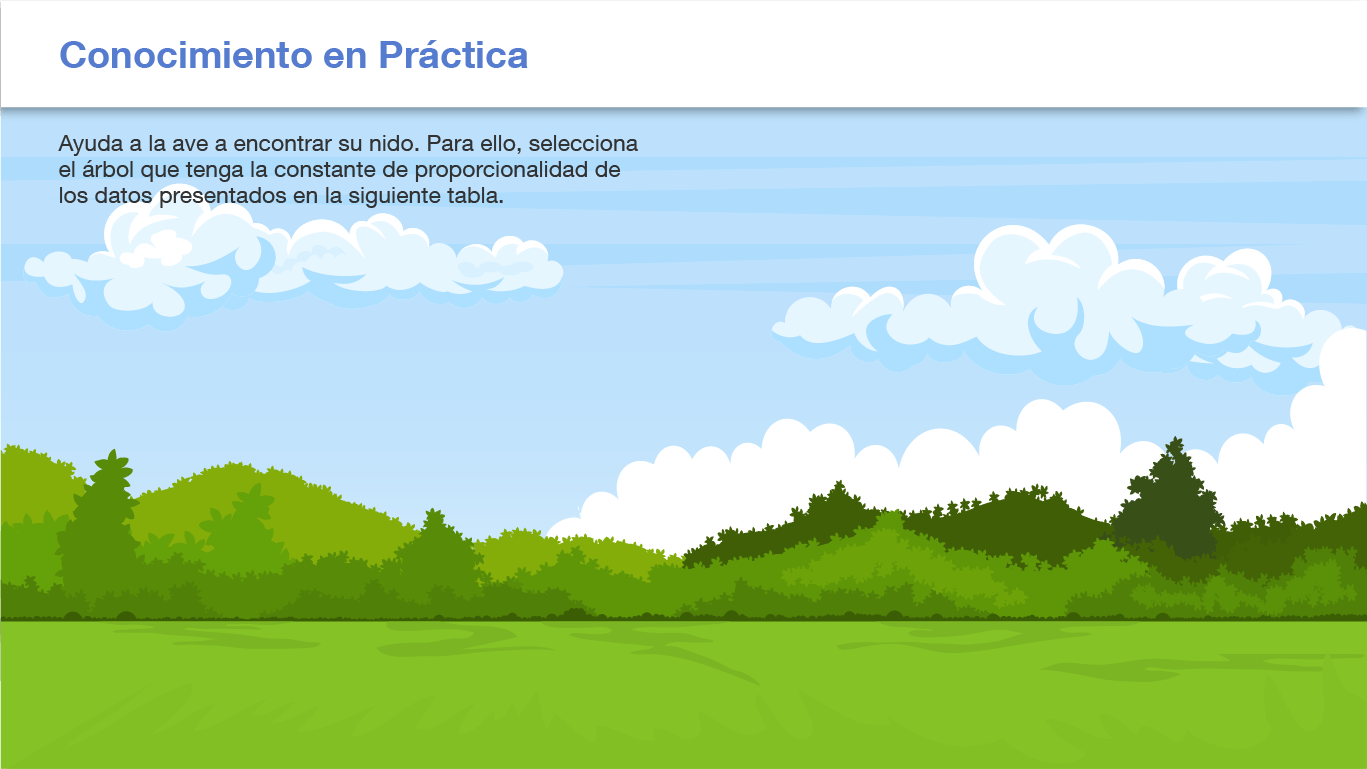 Conocimiento en Práctica
Ayuda a la ave a encontrar su nido. Para ello, selecciona
el árbol que tenga la constante de proporcionalidad de
los datos presentados en la siguiente tabla.